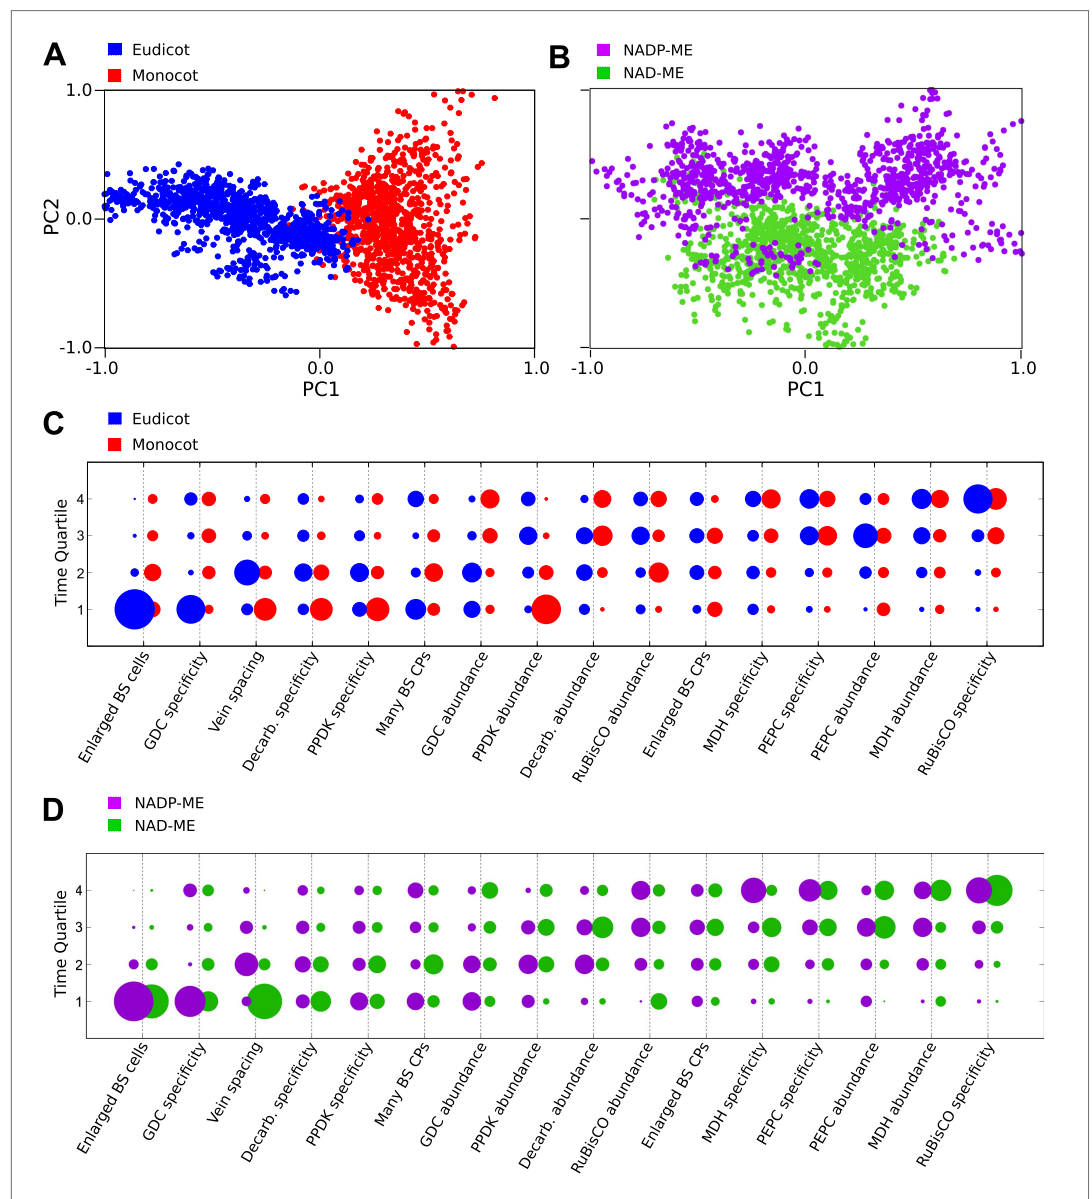 A
Eudicot
Monocot
1.0
0.0
-1.0
PC2
-1.0
0.0
1.0
PC1
B
NADP-ME
NAD-ME
-1.0
0.0
1.0
PC1
C
Eudicot
Monocot
Time Quartile
4
3
2
1
Enlarged BS cells
GDC specificity
Vein spacing
Decarb. specificity
PPDK specificity
Many BS CPs
GDC abundance
PPDK abundance
Decarb. abundance
RuBisCO abundance
Enlarged BS CPs
MDH specificity
PEPC specificity
PEPC abundance
MDH abundance
RuBisCO specificity
D
NADP-ME
NAD-ME
Time Quartile
4
3
2
1
Enlarged BS cells
GDC specificity
Vein spacing
Decarb. specificity
PPDK specificity
Many BS CPs
GDC abundance
PPDK abundance
Decarb. abundance
RuBisCO abundance
Enlarged BS CPs
MDH specificity
PEPC specificity
PEPC abundance
MDH abundance
RuBisCO specificity